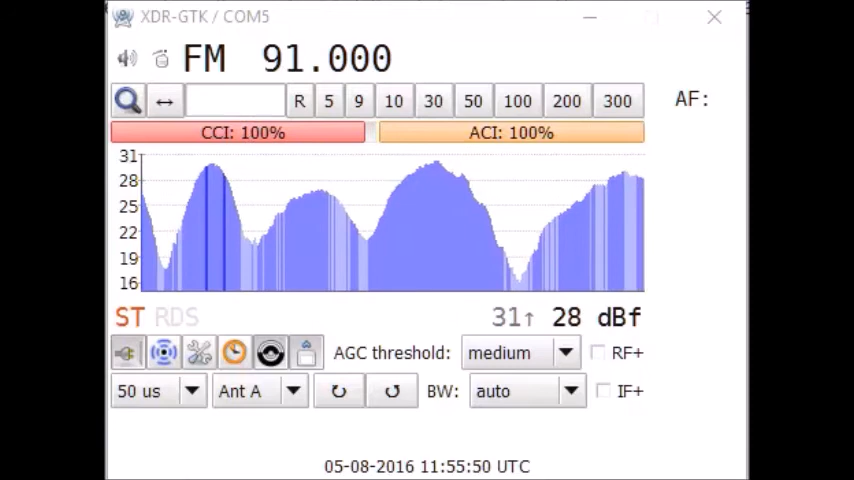 XDR-GTK / COM5
FM 91.000
R 5 9 10 30 50 100 200 300 AF:
CCI: 100% ACI: 100%
31
28
25
22
19
16
ST RDS 31↑ 28 dBf
AGC threshold: medium RF+
50 us Ant A ↻ ↺ BW: auto IF+
05-08-2016 11:55:50 UTC